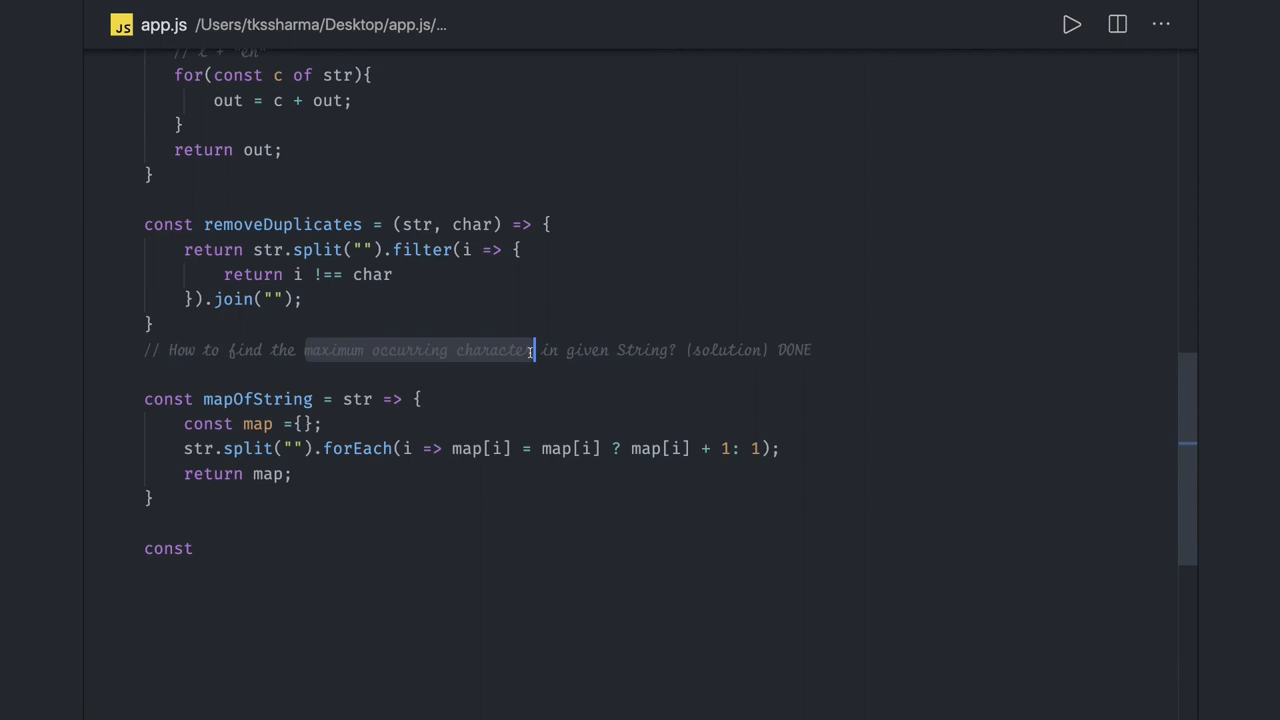 JS app.js /Users/tkssharma/Desktop/app.js/...
for(const c of str){
out = c + out;
}
return out;
}
const removeDuplicates = (str, char) => {
return str.split("").filter(i => {
return i !== char
}).join("");
}
// How to find the maximum occurring character in given String? (solution) DONE
const mapOfString = str => {
const map ={};
str.split("").forEach(i => map[i] = map[i] ? map[i] + 1: 1);
return map;
}
const